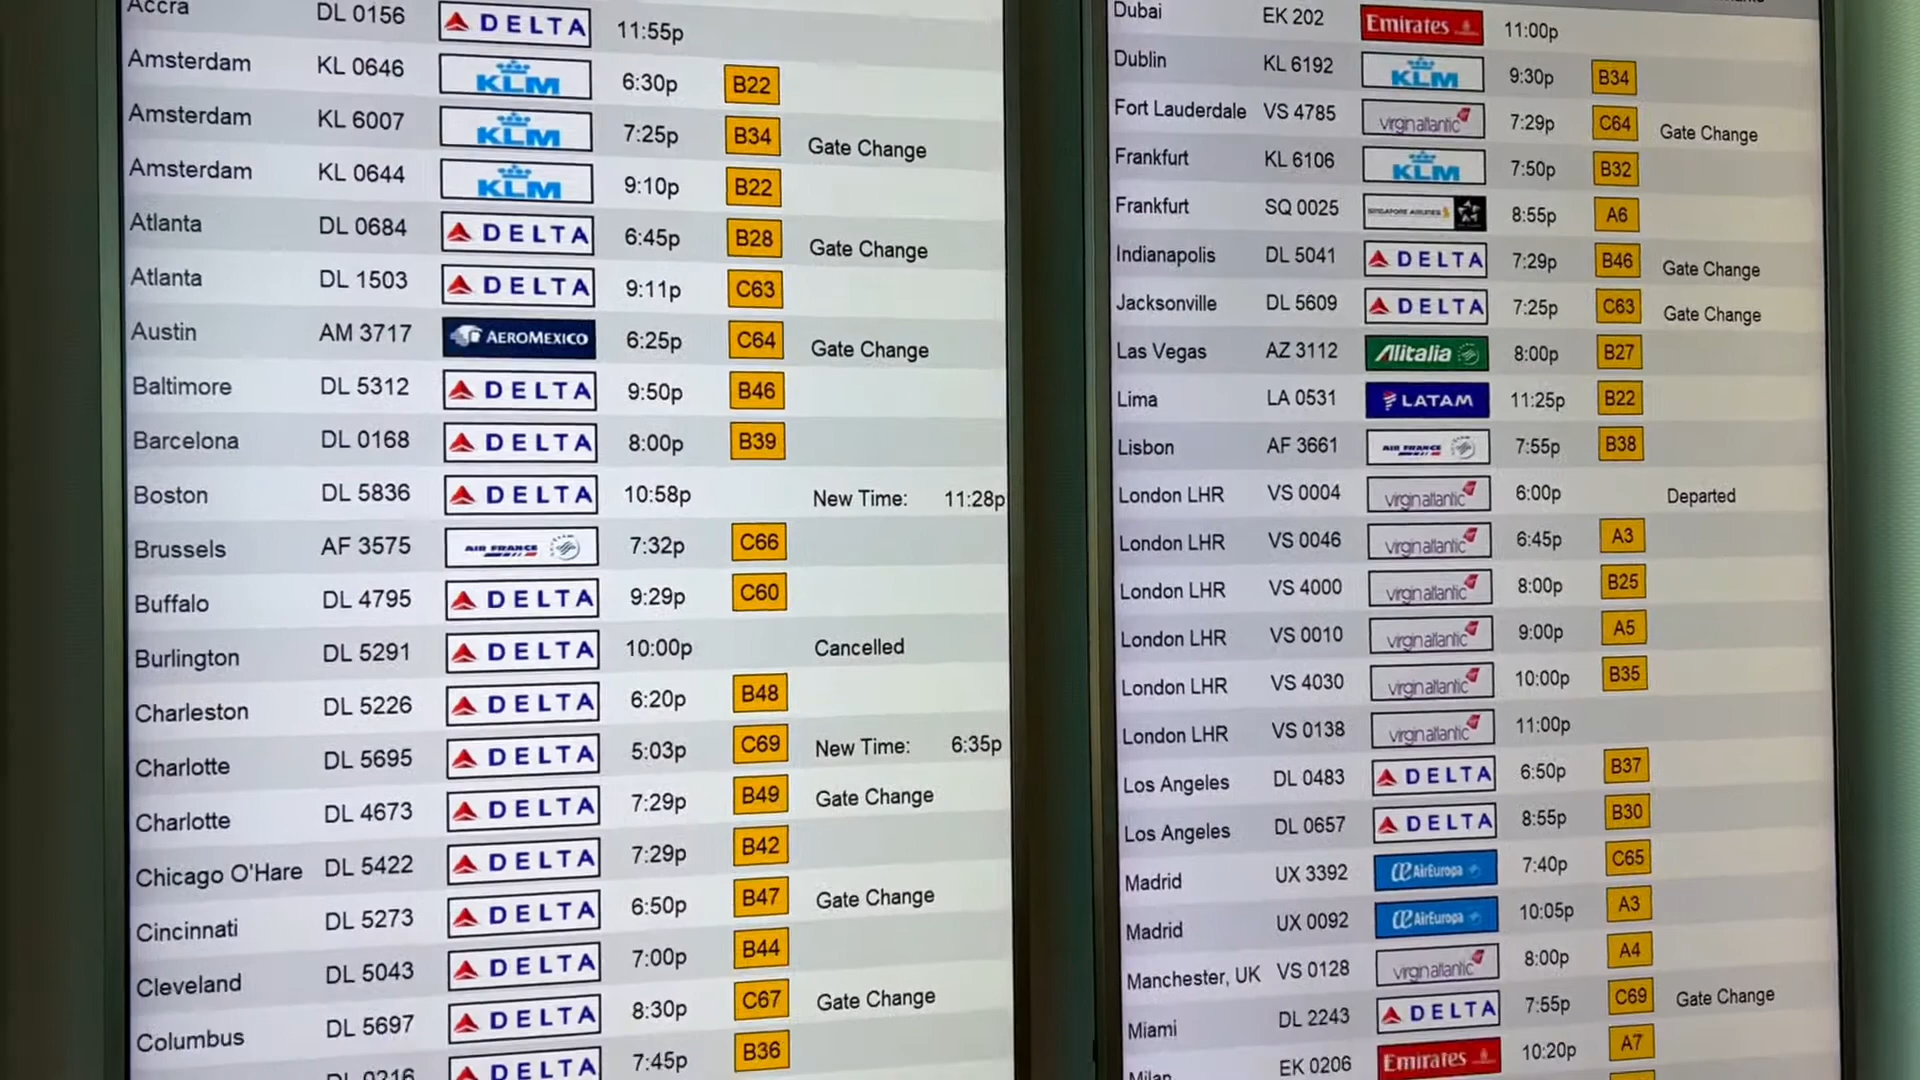 Accra DL 0156 DELTA 11:55p
Amsterdam KL 0646 KLM 6:30p B22
Amsterdam KL 6007 KLM 7:25p B34 Gate Change
Amsterdam KL 0644 KLM 9:10p B22
Atlanta DL 0684 DELTA 6:45p B28 Gate Change
Atlanta DL 1503 DELTA 9:11p C63
Austin AM 3717 AEROMEXICO 6:25p C64 Gate Change
Baltimore DL 5312 DELTA 9:50p B46
Barcelona DL 0168 DELTA 8:00p B39
Boston DL 5836 DELTA 10:58p New Time: 11:28p
Brussels AF 3575 AIR FRANCE 7:32p C66
Buffalo DL 4795 DELTA 9:29p C60
Burlington DL 5291 DELTA 10:00p Cancelled
Charleston DL 5226 DELTA 6:20p B48
Charlotte DL 5695 DELTA 5:03p C69 New Time: 6:35p
Charlotte DL 4673 DELTA 7:29p B49 Gate Change
Chicago O'Hare DL 5422 DELTA 7:29p B42
Cincinnati DL 5273 DELTA 6:50p B47 Gate Change
Cleveland DL 5043 DELTA 7:00p B44
Columbus DL 5697 DELTA 8:30p C67 Gate Change
DL 0216 DELTA 7:45p B36
Dubai EK 202 Emirates 11:00p
Dublin KL 6192 KLM 9:30p B34
Fort Lauderdale VS 4785 virgin atlantic 7:29p C64 Gate Change
Frankfurt KL 6106 KLM 7:50p B32
Frankfurt SQ 0025 SINGAPORE AIRLINES 8:55p A6
Indianapolis DL 5041 DELTA 7:29p B46 Gate Change
Jacksonville DL 5609 DELTA 7:25p C63 Gate Change
Las Vegas AZ 3112 Alitalia 8:00p B27
Lima LA 0531 LATAM 11:25p B22
Lisbon AF 3661 AIR FRANCE 7:55p B38
London LHR VS 0004 virgin atlantic 6:00p Departed
London LHR VS 0046 virgin atlantic 6:45p A3
London LHR VS 4000 virgin atlantic 8:00p B25
London LHR VS 0010 virgin atlantic 9:00p A5
London LHR VS 4030 virgin atlantic 10:00p B35
London LHR VS 0138 virgin atlantic 11:00p
Los Angeles DL 0483 DELTA 6:50p B37
Los Angeles DL 0657 DELTA 8:55p B30
Madrid UX 3392 AirEuropa 7:40p C65
Madrid UX 0092 AirEuropa 10:05p A3
Manchester, UK VS 0128 virgin atlantic 8:00p A4
Miami DL 2243 DELTA 7:55p C69 Gate Change
Milan EK 0206 Emirates 10:20p A7